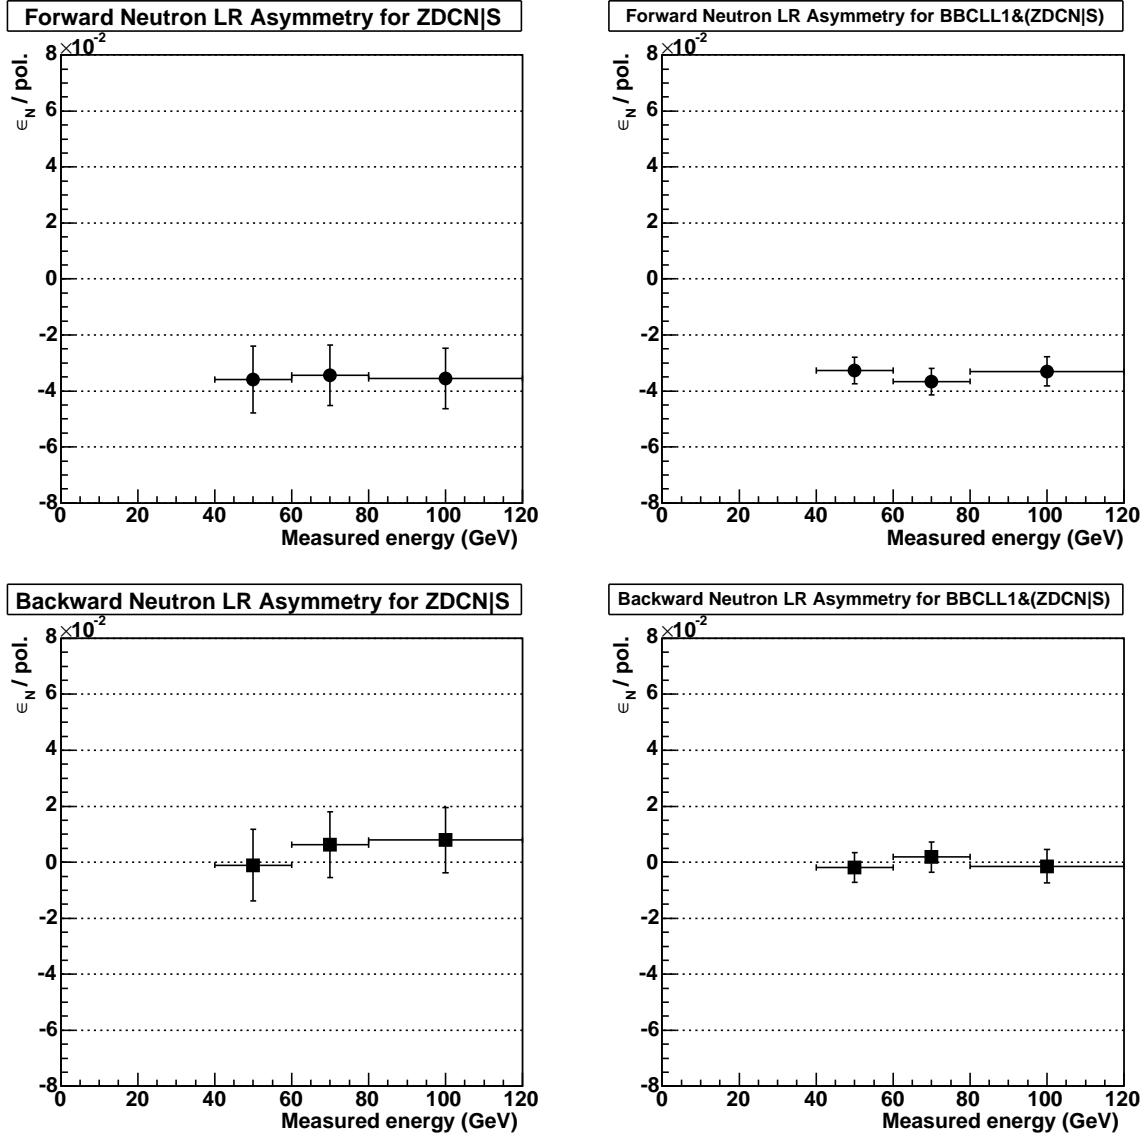 Forward Neutron LR Asymmetry for ZDCN|S
×10-2
ϵN / pol.
8
6
4
2
0
-2
-4
-6
-8
0 20 40 60 80 100 120
Measured energy (GeV)
Forward Neutron LR Asymmetry for BBCLL1&(ZDCN|S)
×10-2
ϵN / pol.
8
6
4
2
0
-2
-4
-6
-8
0 20 40 60 80 100 120
Measured energy (GeV)
Backward Neutron LR Asymmetry for ZDCN|S
×10-2
ϵN / pol.
8
6
4
2
0
-2
-4
-6
-8
0 20 40 60 80 100 120
Measured energy (GeV)
Backward Neutron LR Asymmetry for BBCLL1&(ZDCN|S)
×10-2
ϵN / pol.
8
6
4
2
0
-2
-4
-6
-8
0 20 40 60 80 100 120
Measured energy (GeV)